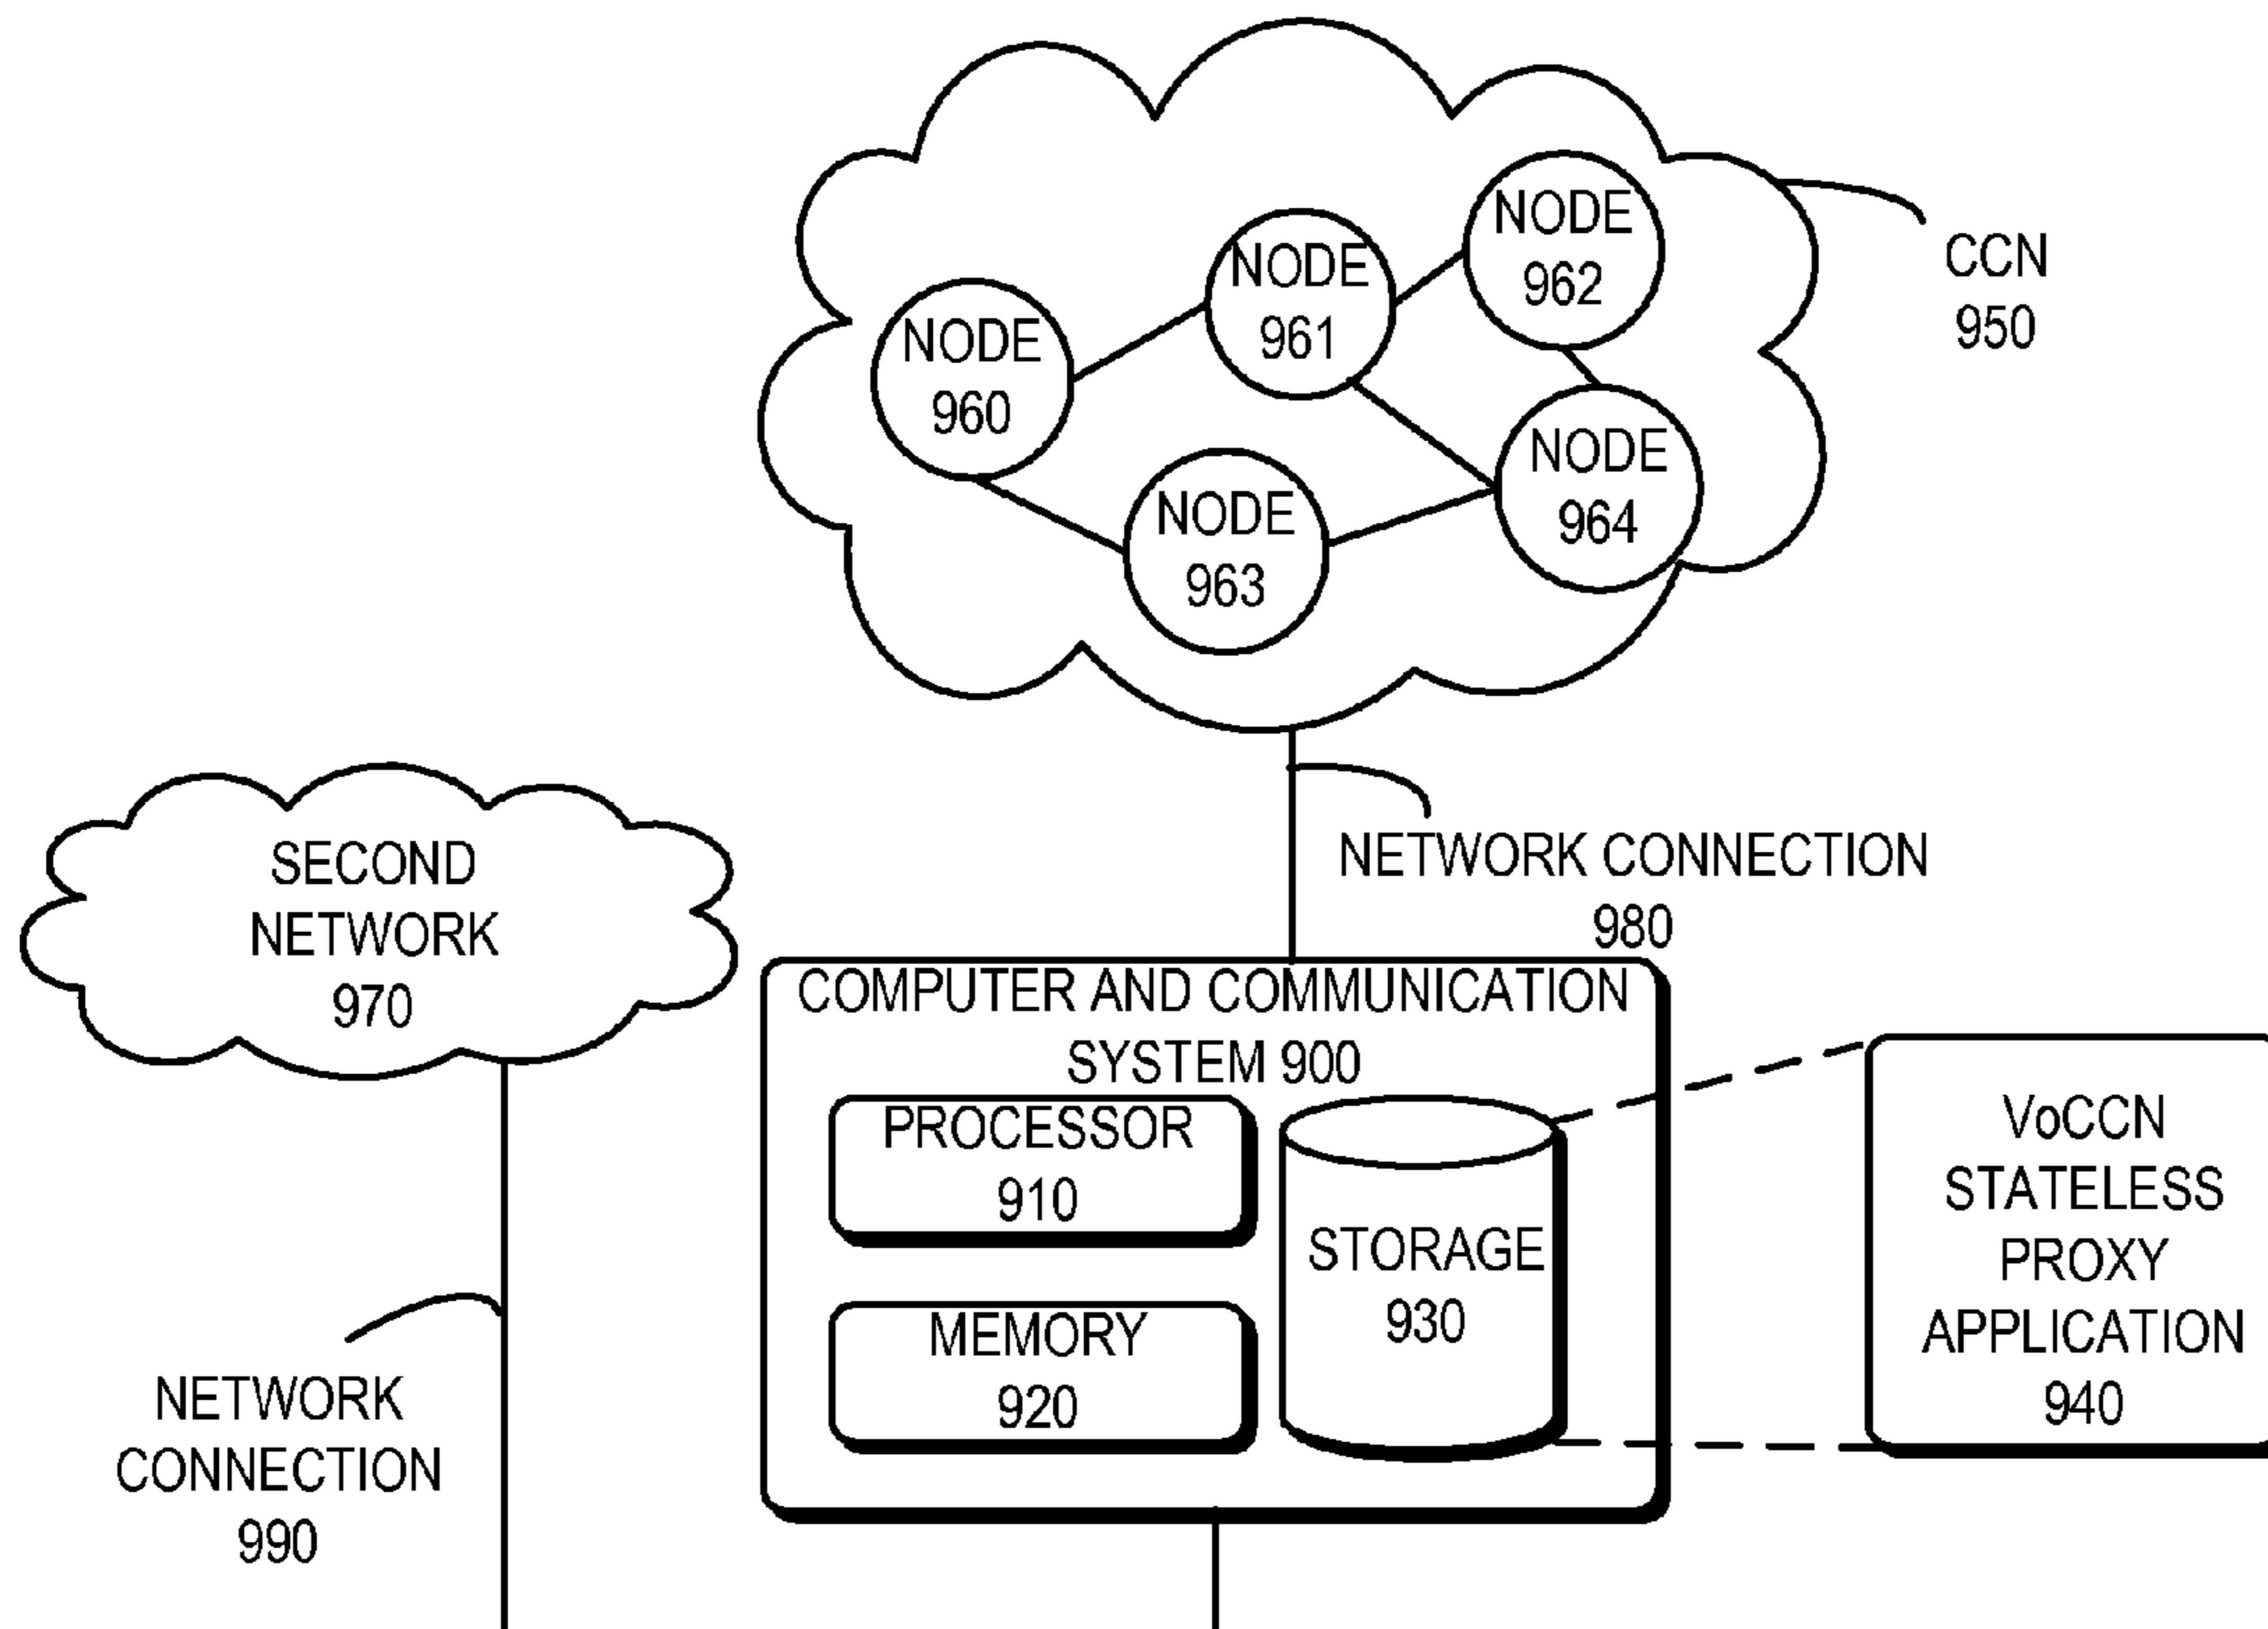 NODE
962
NODE
961
CCN
950
NODE
960
NODE
964
NODE
963
NETWORK CONNECTION
980
SECOND
NETWORK
970
COMPUTER AND COMMUNICATION
SYSTEM 900
PROCESSOR
910
STORAGE
930
MEMORY
920
VoCCN
STATELESS
PROXY
APPLICATION
940
NETWORK
CONNECTION
990